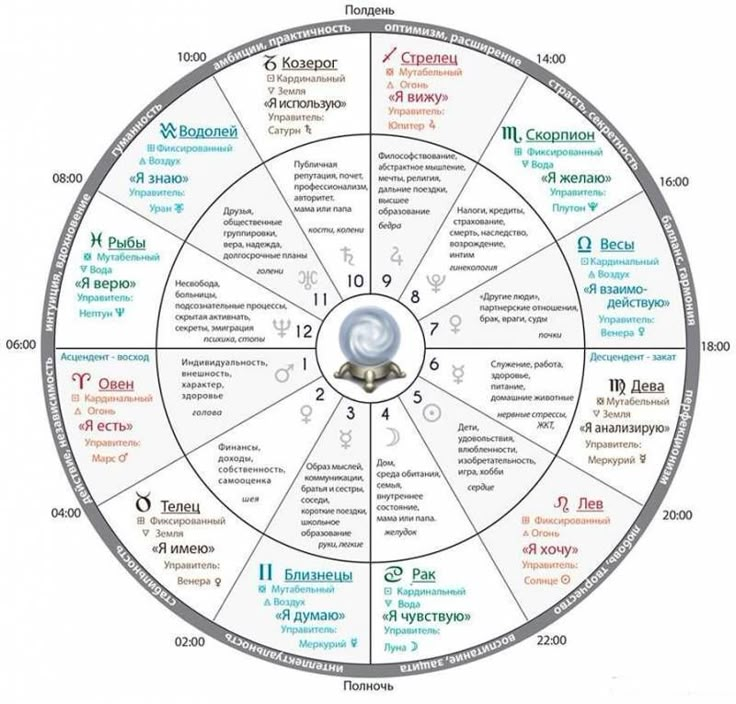 Полдень
оптимизм, расширение
14:00
страсть, секретность
16:00
балланс, гармония
18:00
перфекционизм
20:00
любовь, творчество
22:00
воспитание, защита
Полночь
интеллектуальность
02:00
стабильность
04:00
действие, независимость
06:00
интуиция, вдохновение
08:00
гуманность
10:00
амбиции, практичность
Козерог
Кардинальный
Земля
«Я использую»
Управитель:
Сатурн ♄
Стрелец
Мутабельный
Огонь
«Я вижу»
Управитель:
Юпитер ♃
Скорпион
Фиксированный
Вода
«Я желаю»
Управитель:
Плутон
Весы
Кардинальный
Воздух
«Я взаимо-
действую»
Управитель:
Венера ♀
Десцендент - закат
Дева
Мутабельный
Земля
«Я анализирую»
Управитель:
Меркурий ☿
Лев
Фиксированный
Огонь
«Я хочу»
Управитель:
Солнце ☉
Рак
Кардинальный
Вода
«Я чувствую»
Управитель:
Луна ☽
Близнецы
Мутабельный
Воздух
«Я думаю»
Управитель:
Меркурий ☿
Телец
Фиксированный
Земля
«Я имею»
Управитель:
Венера ♀
Асцендент - восход
Овен
Кардинальный
Огонь
«Я есть»
Управитель:
Марс ♂
Рыбы
Мутабельный
Вода
«Я верю»
Управитель:
Нептун ♆
Водолей
Фиксированный
Воздух
«Я знаю»
Управитель:
Уран ♅
Публичная
репутация, почет,
профессионализм,
авторитет.
мама или папа
кости, колени
10
Философствование,
абстрактное мышление,
мечты, религия,
дальние поездки,
высшее
образование
бедра
9
Налоги, кредиты,
страхование,
смерть, наследство,
возрождение,
интим
гинекология
8
«Другие люди»,
партнерские отношения,
брак, враги, суды
почки
7
Служение, работа,
здоровье,
питание,
домашние животные
нервные стрессы,
ЖКТ,
6
Дети,
удовольствия,
влюбленности,
изобретательность,
игра, хобби
сердце
5
Дом,
среда обитания,
семья,
внутреннее
состояние,
мама или папа.
желудок
4
Образ мыслей,
коммуникации,
братья и сестры,
соседи,
короткие поездки,
школьное
образование
руки, легкие
3
Финансы,
доходы,
собственность,
самооценка
шея
2
Индивидуальность,
внешность,
характер,
здоровье
голова
1
Несвобода,
больницы,
подсознательные процессы,
скрытая активнать,
секреты, эмиграция
психика, стопы
12
Друзья,
общественные
группировки,
вера, надежда,
долгосрочные планы
голени
11